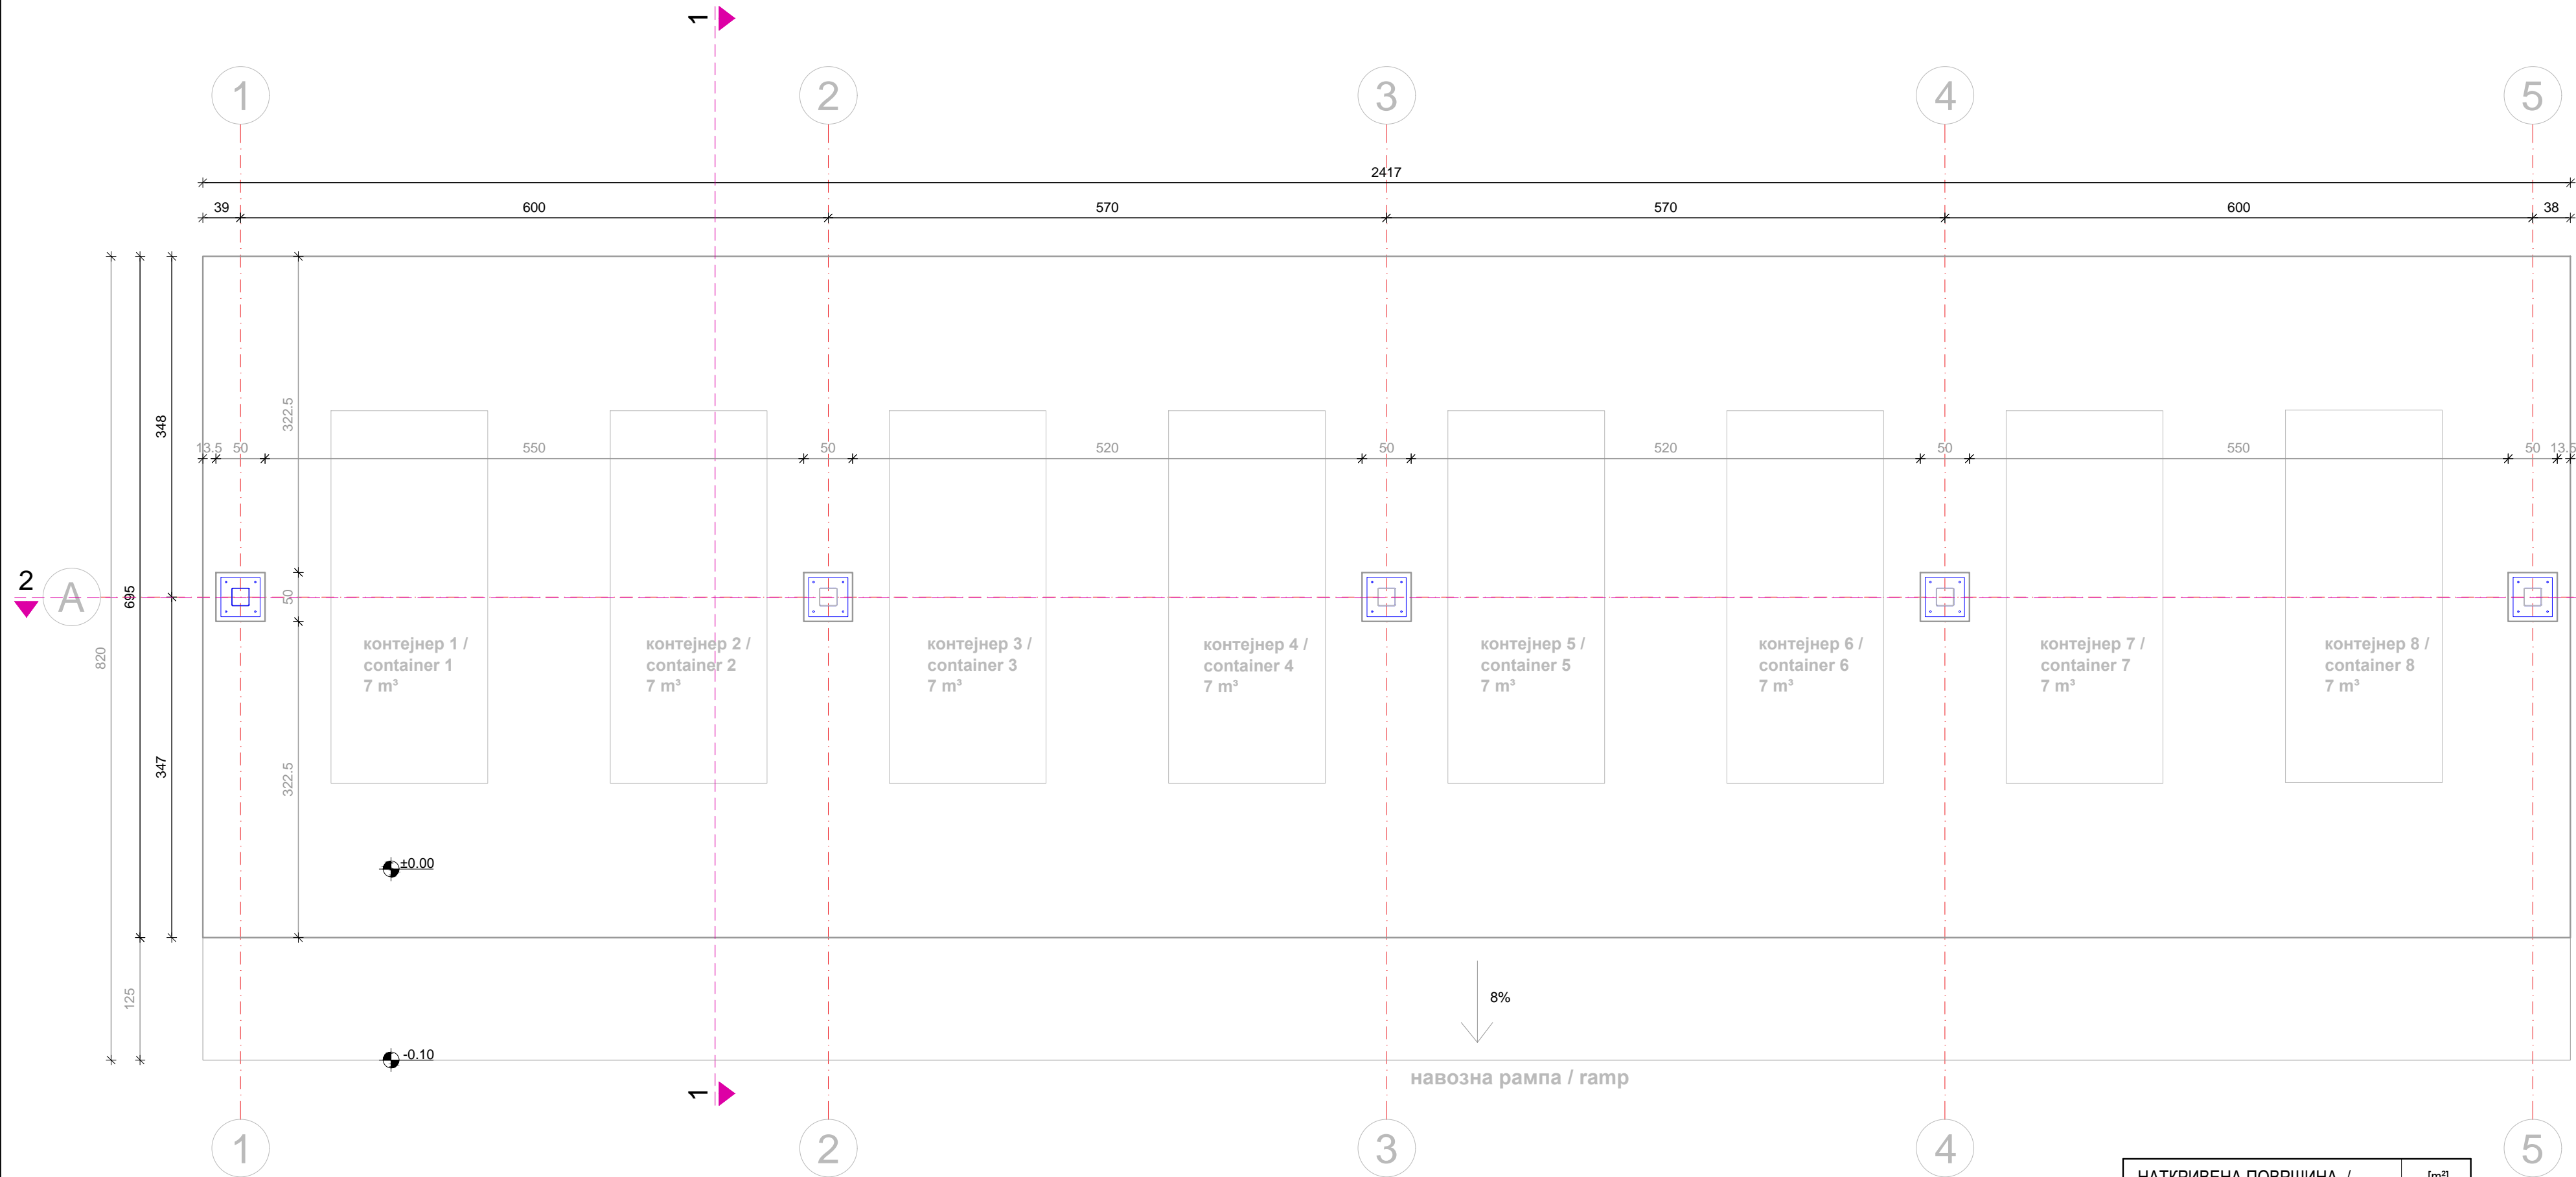 1
1 2 3 4 5
2417
39 600 570 570 600 38
348
322.5
13.5 50 550 50 520 50 520 50 550 50 13.5
2 A
695
50
820
контејнер 1 /
container 1
7 m³
контејнер 2 /
container 2
7 m³
контејнер 3 /
container 3
7 m³
контејнер 4 /
container 4
7 m³
контејнер 5 /
container 5
7 m³
контејнер 6 /
container 6
7 m³
контејнер 7 /
container 7
7 m³
контејнер 8 /
container 8
7 m³
347
322.5
±0.00
125
8%
-0.10
навозна рампа / ramp
1
1 2 3 4 5
НАТКРИВЕНА ПОВРШИНА / [m²]